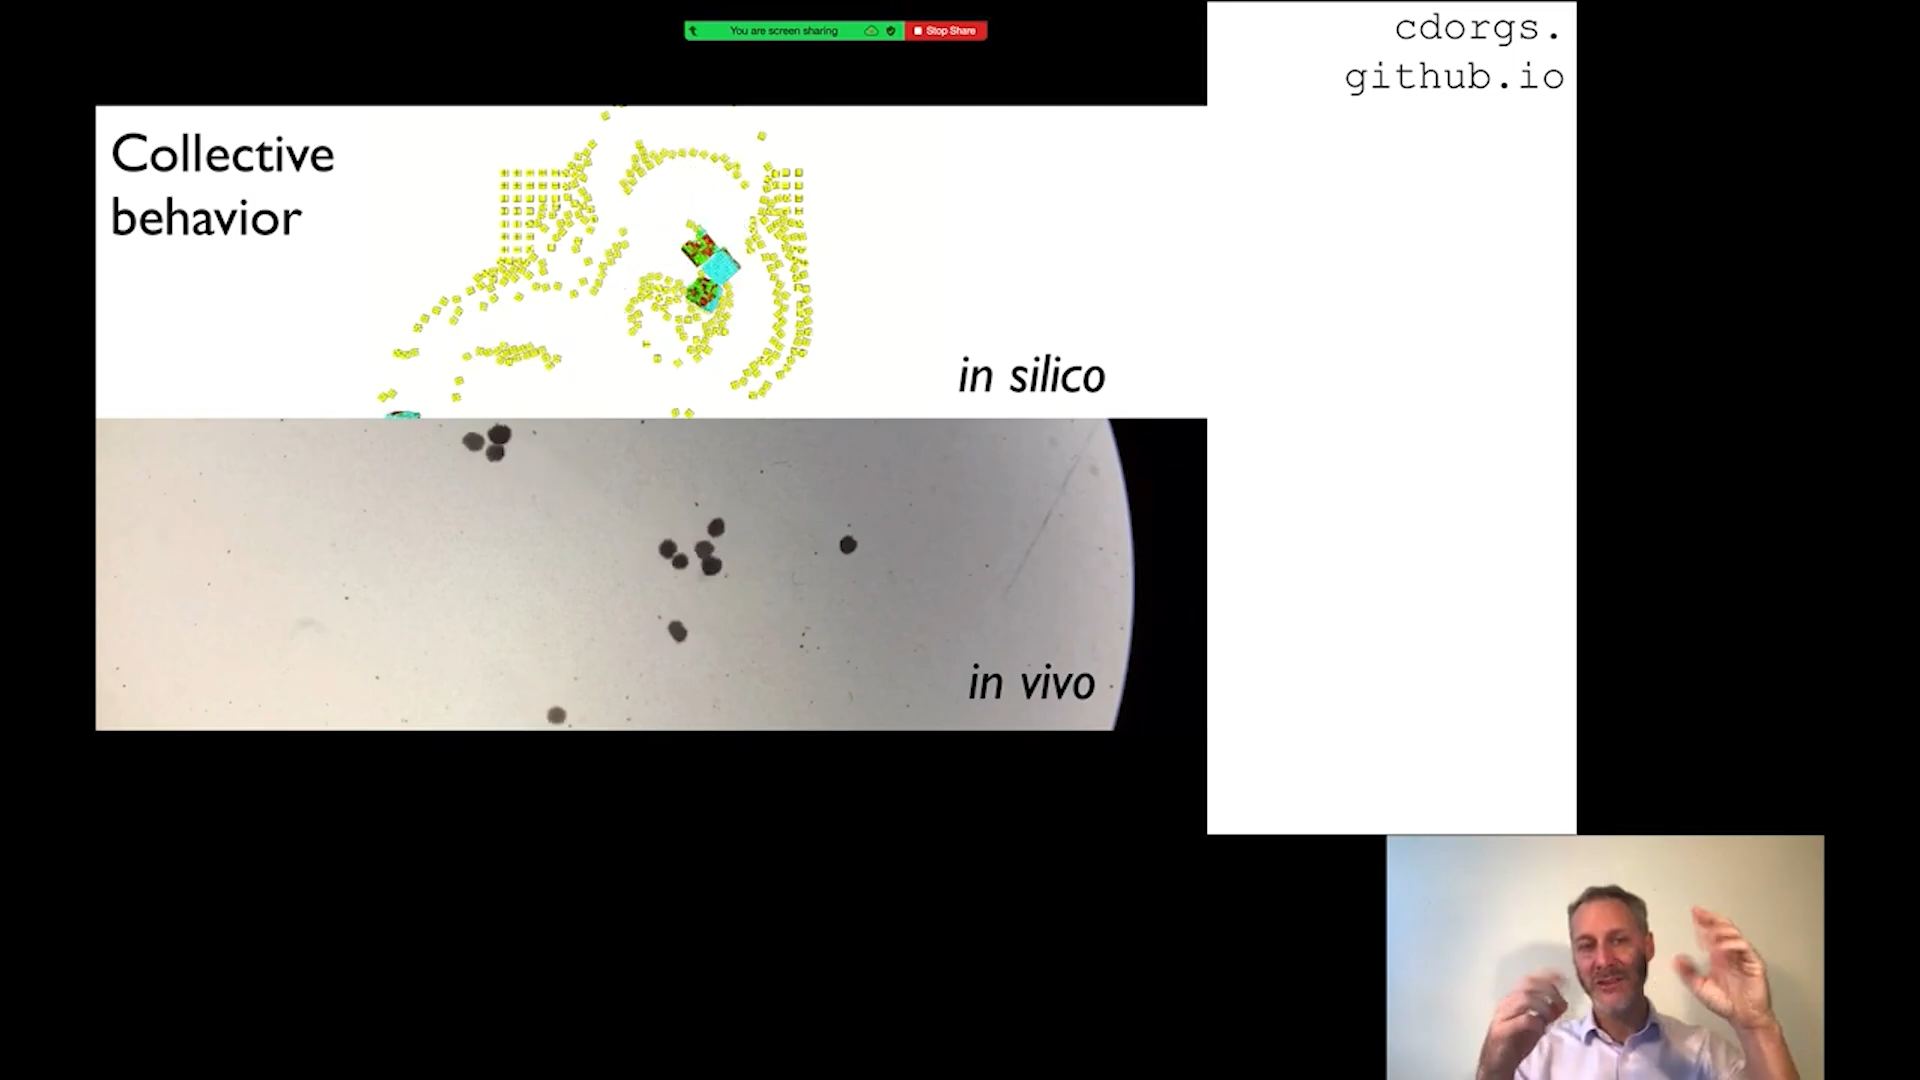 You are screen sharing
Stop Share
cdorgs.
github.io
Collective
behavior
in silico
in vivo